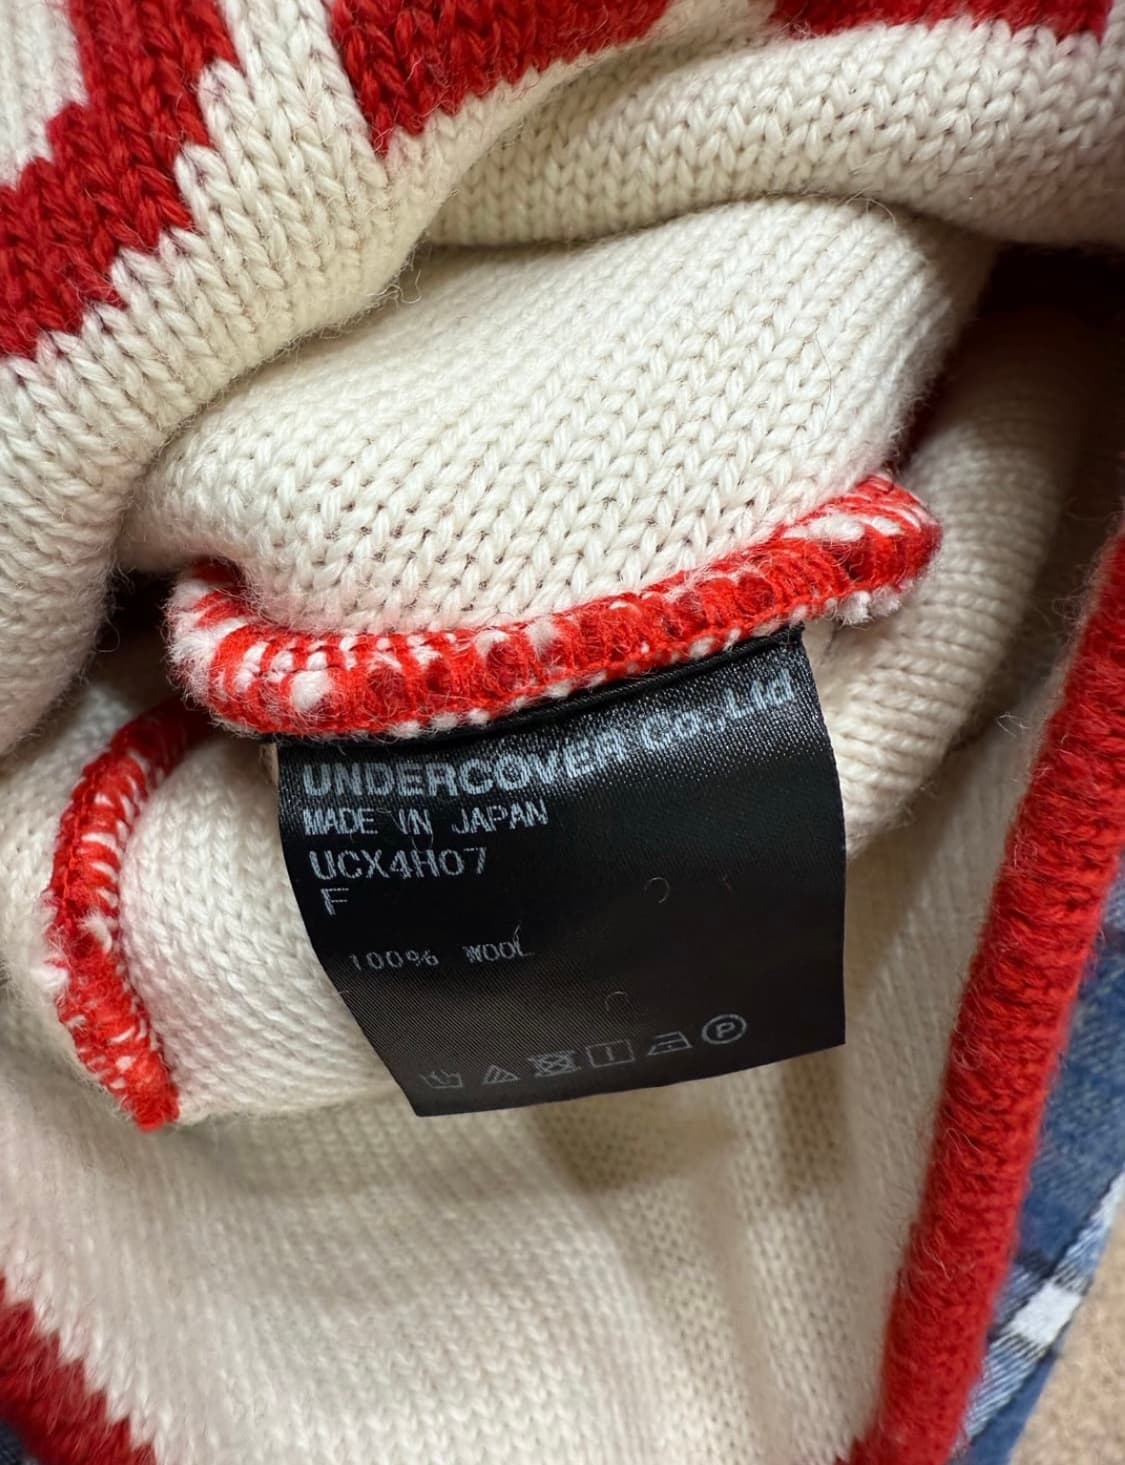 UNDERCOVER Co.,Ltd
MADE IN JAPAN
UCX4H07
F
100% WOOL
P